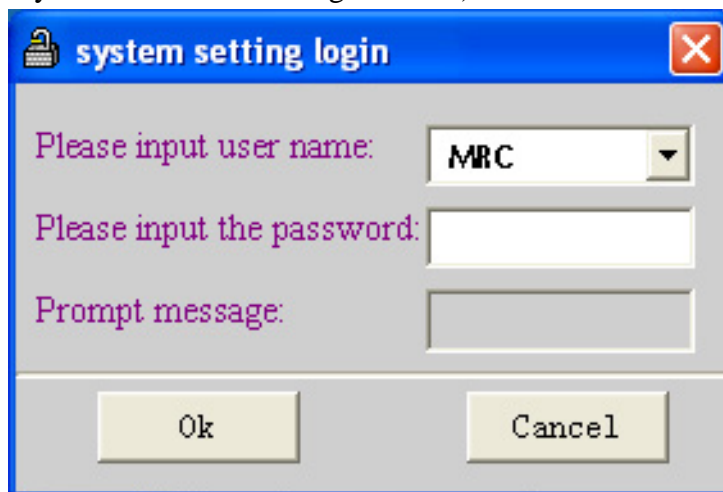 system setting login
Please input user name: MRC
Please input the password:
Prompt message:
Ok Cancel